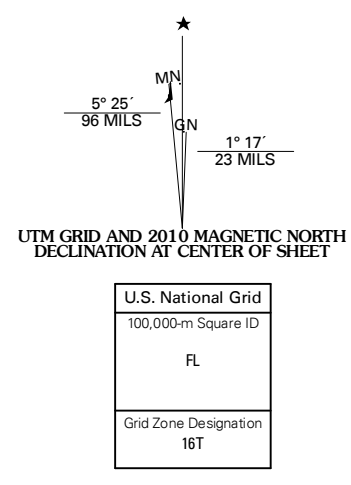 ★
MN
5° 25´
96 MILS
GN
1° 17´
23 MILS
UTM GRID AND 2010 MAGNETIC NORTH
DECLINATION AT CENTER OF SHEET
U.S. National Grid
100,000-m Square ID
FL
Grid Zone Designation
16T